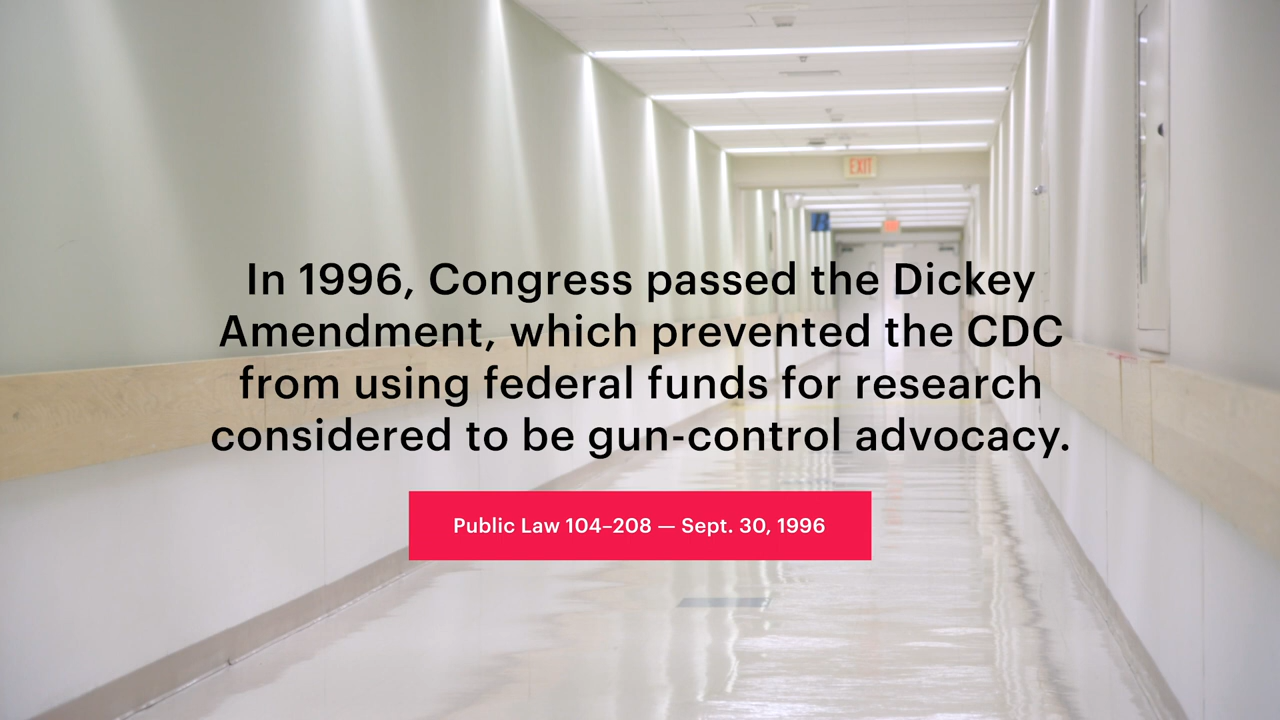 EXIT
In 1996, Congress passed the Dickey
Amendment, which prevented the CDC
from using federal funds for research
considered to be gun-control advocacy.
Public Law 104–208 — Sept. 30, 1996